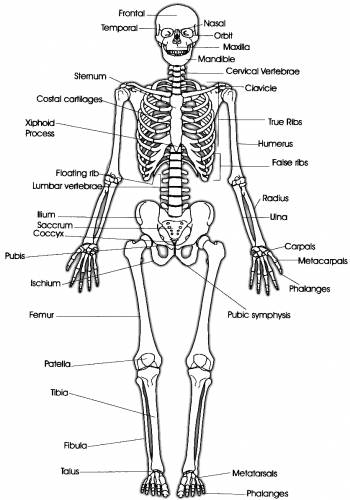 Frontal
Temporal
Nasal
Orbit
Maxilla
Mandible
Cervical Vertebrae
Sternum
Clavicle
Costal cartilages
Xiphoid
Process
True Ribs
Humerus
False ribs
Floating rib
Lumbar vertebrae
Radius
Ulna
Ilium
Saccrum
Coccyx
Pubis
Carpals
Metacarpals
Phalanges
Ischium
Femur
Pubic symphysis
Patella
Tibia
Fibula
Talus
Metatarsals
Phalanges